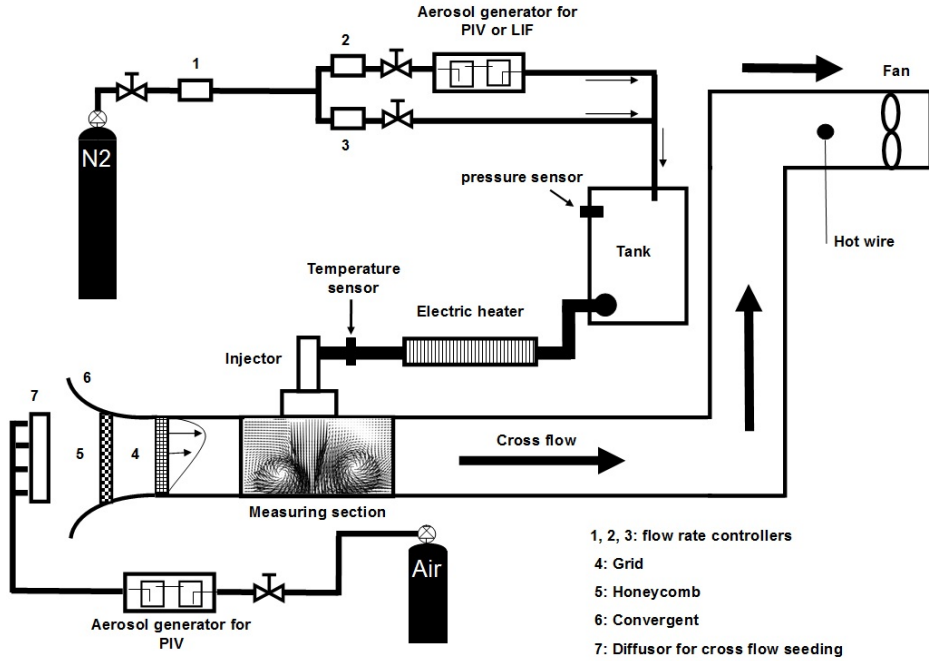 Aerosol generator for
PIV or LIF
1
2
3
Fan
N2
pressure sensor
Tank
Hot wire
Temperature
sensor
Electric heater
Injector
6
7
5
4
Cross flow
Measuring section
Air
Aerosol generator for
PIV
1, 2, 3: flow rate controllers
4: Grid
5: Honeycomb
6: Convergent
7: Diffusor for cross flow seeding